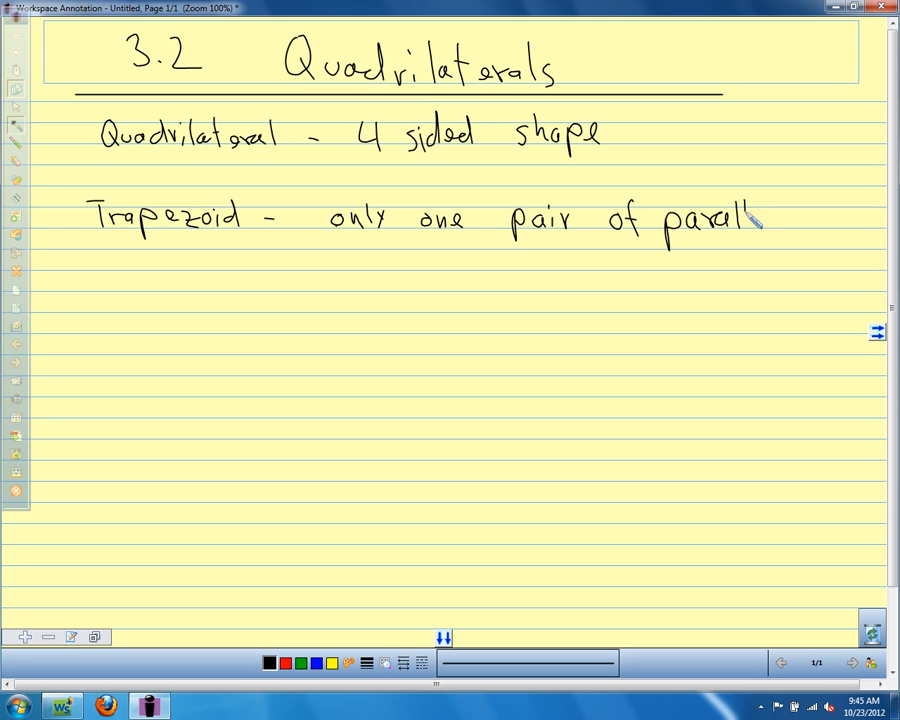 Workspace Annotation - Untitled, Page 1/1 (Zoom 100%) *
3.2 Quadrilaterals
Quadrilateral - 4 sided shape
Trapezoid - only one pair of parall
1/1
9:45 AM
10/23/2012